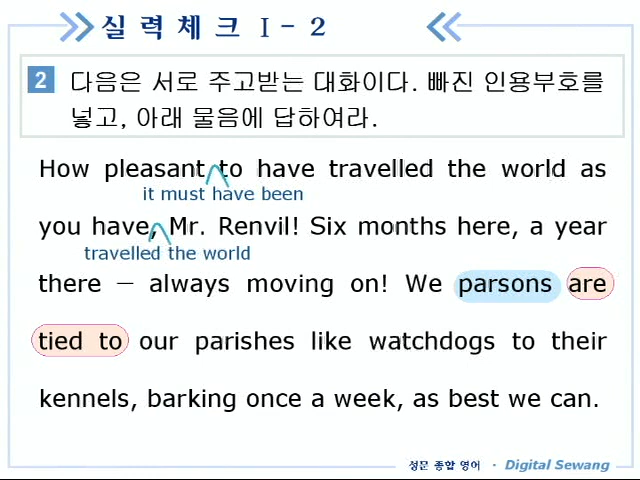 실력체크 I - 2
2 다음은 서로 주고받는 대화이다. 빠진 인용부호를
넣고, 아래 물음에 답하여라.
How pleasant to have travelled the world as
it must have been
you have, Mr. Renvil! Six months here, a year
travelled the world
there – always moving on! We parsons are
tied to our parishes like watchdogs to their
kennels, barking once a week, as best we can.
정문 종합 영어 · Digital Sewang